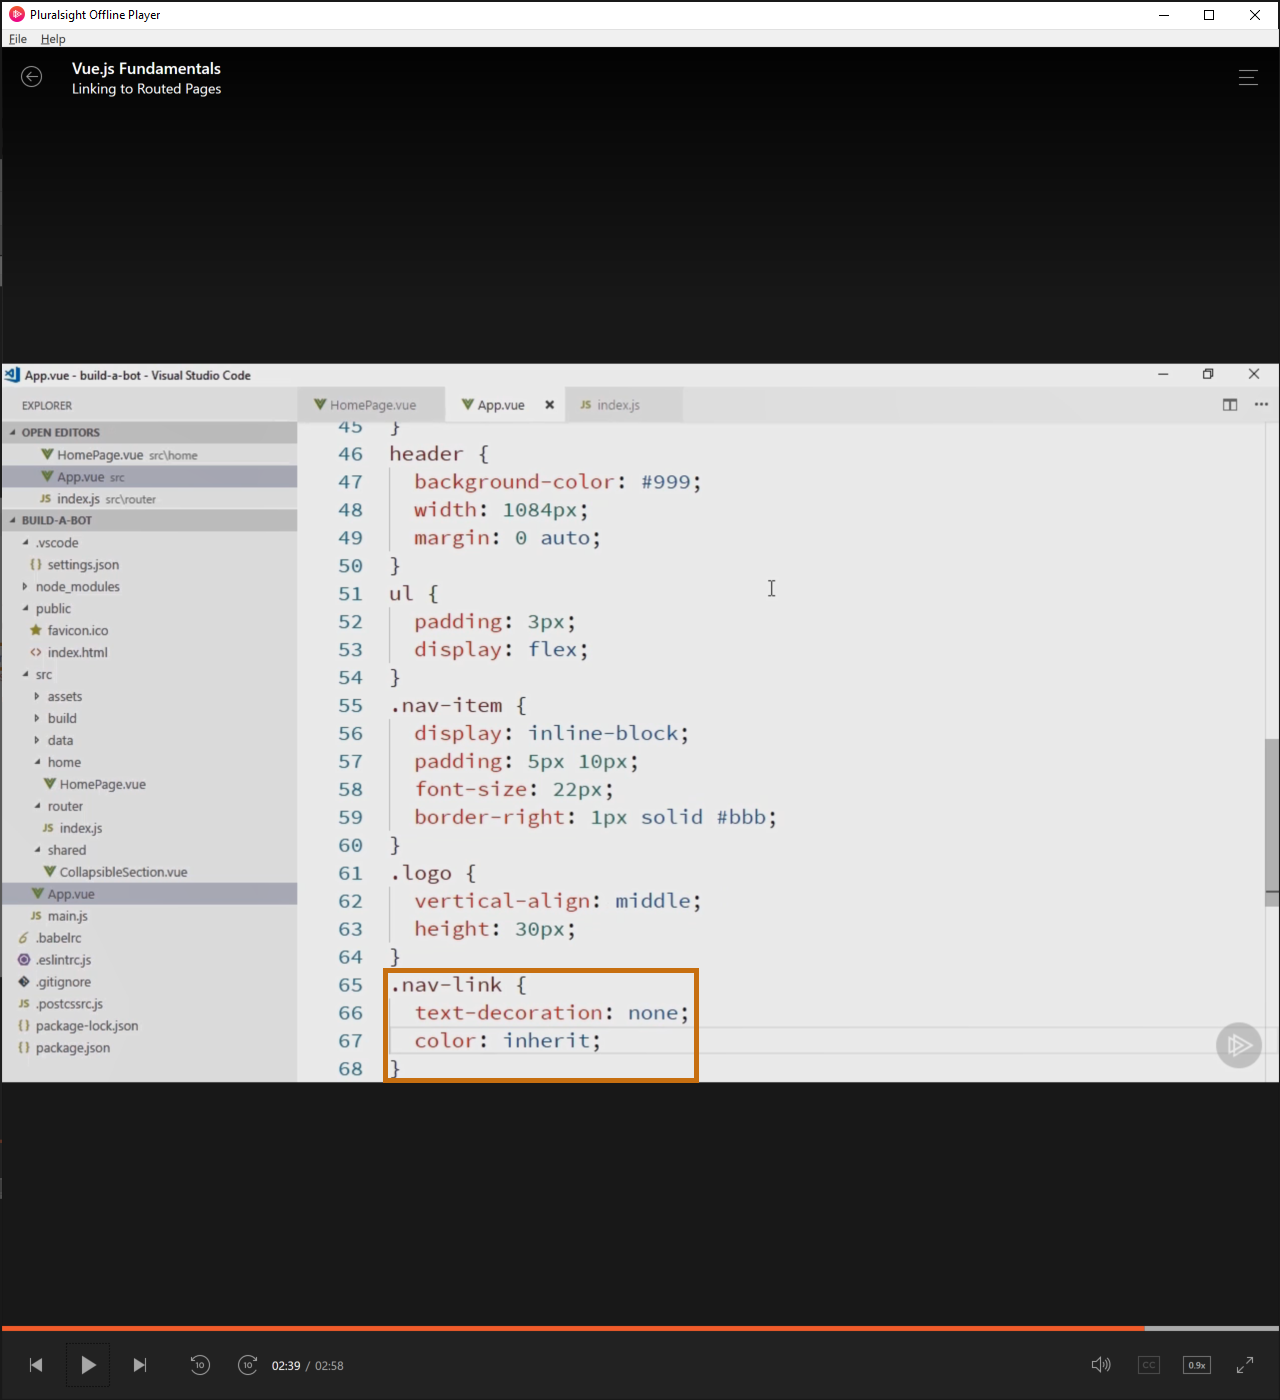 Pluralsight Offline Player
File Help
Vue.js Fundamentals
Linking to Routed Pages
App.vue - build-a-bot - Visual Studio Code
EXPLORER
OPEN EDITORS
HomePage.vue src\home
App.vue src
index.js src\router
BUILD-A-BOT
.vscode
{} settings.json
node_modules
public
favicon.ico
<> index.html
src
assets
build
data
home
HomePage.vue
router
JS index.js
shared
CollapsibleSection.vue
App.vue
JS main.js
.babelrc
.eslintrc.js
.gitignore
JS .postcssrc.js
{} package-lock.json
{} package.json
HomePage.vue App.vue JS index.js
45 }
46 header {
47 background-color: #999;
48 width: 1084px;
49 margin: 0 auto;
50 }
51 ul {
52 padding: 3px;
53 display: flex;
54 }
55 .nav-item {
56 display: inline-block;
57 padding: 5px 10px;
58 font-size: 22px;
59 border-right: 1px solid #bbb;
60 }
61 .logo {
62 vertical-align: middle;
63 height: 30px;
64 }
65 .nav-link {
66 text-decoration: none;
67 color: inherit;
68 }
10 10 02:39 / 02:58 CC 0.9x